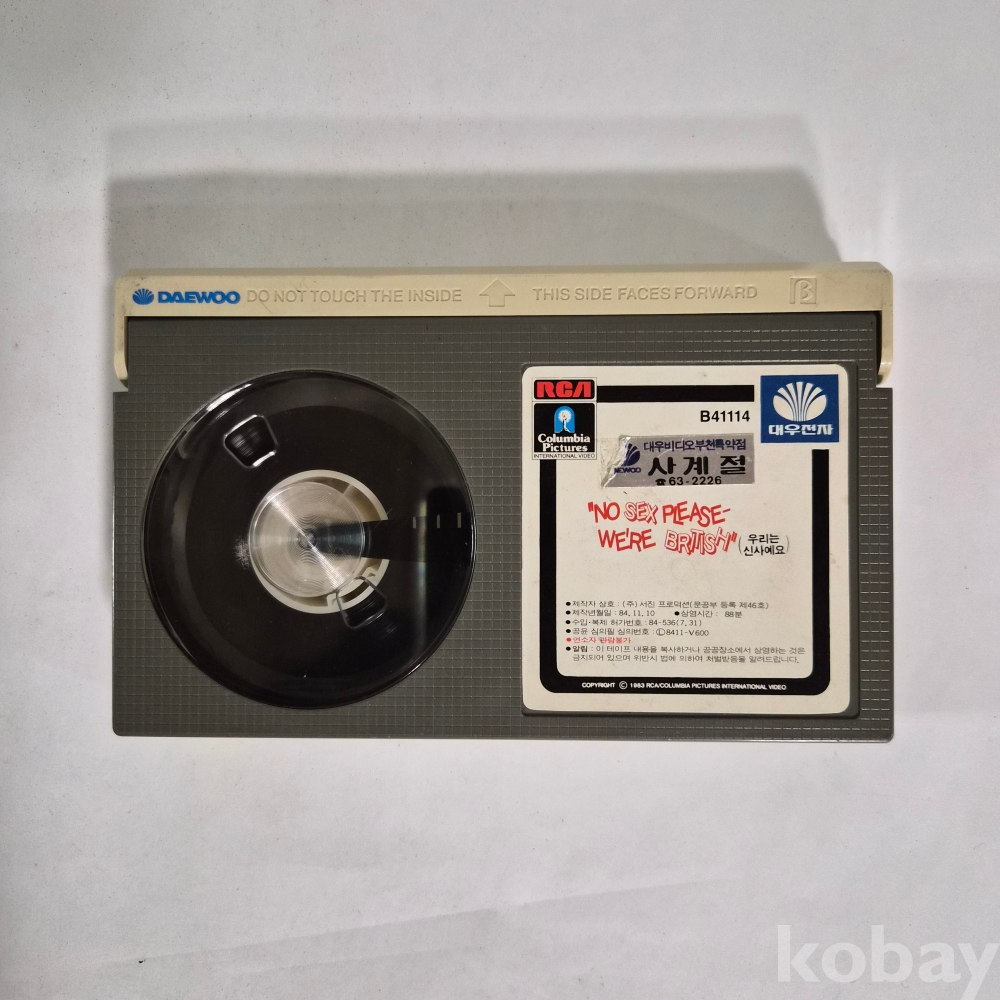 DAEWOO DO NOT TOUCH THE INSIDE THIS SIDE FACES FORWARD β
RCA
Columbia
Pictures
INTERNATIONAL VIDEO
B41114
대우전자
대우비디오부천특약점
DAEWOO 사계절
☎63-2226
"NO SEX PLEASE-
WE'RE BRITISH" (우리는
신사예요)
● 제작자 상호 : (주) 서진 프로덕션(문공부 등록 제46호)
● 제작년월일 : 84.11.10 ● 상영시간 : 88분
● 수입·복제 허가번호 : 84-536(7.31)
● 공윤 심의필 심의번호 : Ⓛ8411-V600
● 연소자 관람불가
● 알림 : 이 테이프 내용을 복사하거나 공공장소에서 상영하는 것은
금지되어 있으며 위반시 법에 의하여 처벌받음을 알려드립니다.
COPYRIGHT © 1983 RCA/COLUMBIA PICTURES INTERNATIONAL VIDEO
kobay